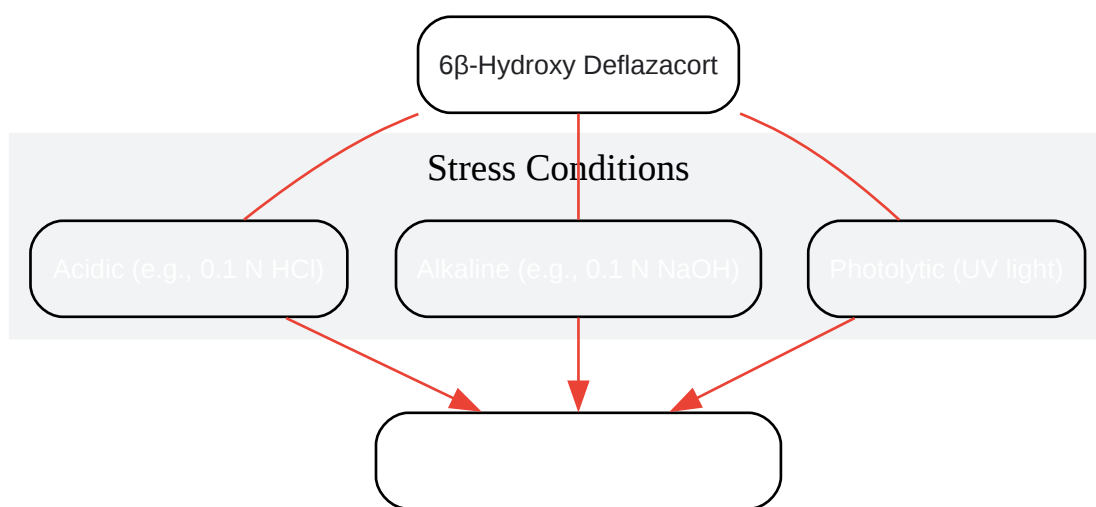 6β-Hydroxy Deflazacort
Stress Conditions
Acidic (e.g., 0.1 N HCl)
Alkaline (e.g., 0.1 N NaOH)
Photolytic (UV light)